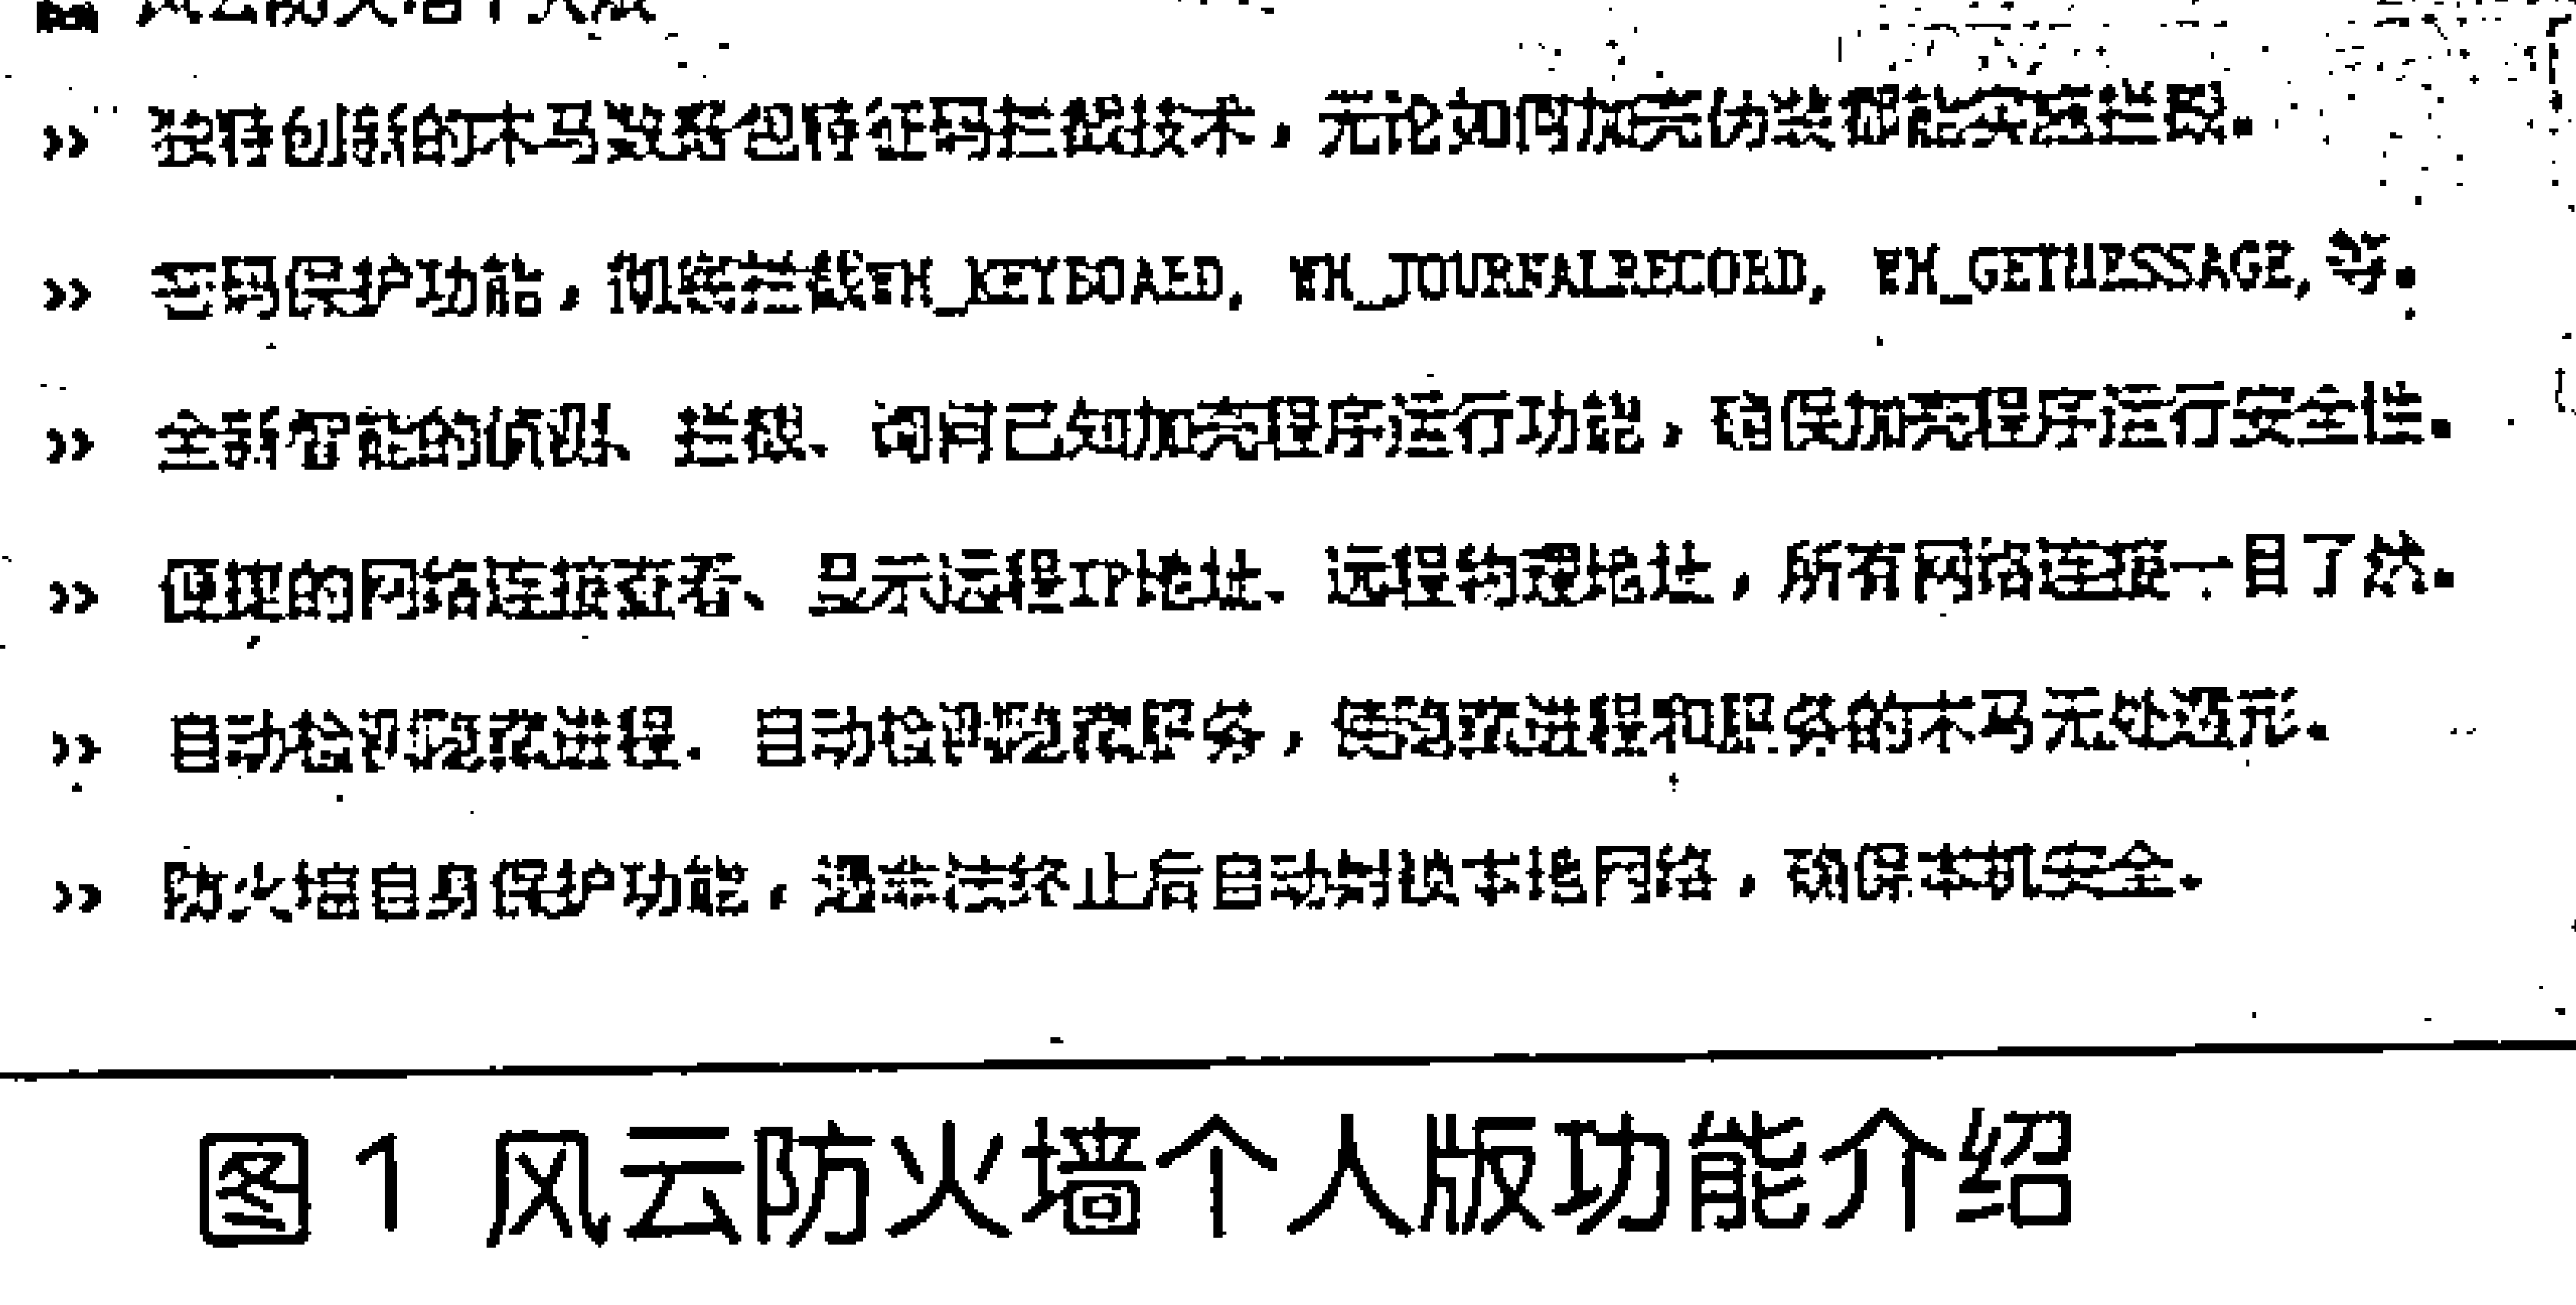 风云防火墙个人版
» 独特创新的木马数据包特征码拦截技术，无论如何加壳伪装都能实施拦截。
» 密码保护功能，彻底拦截WH_KEYBOARD, WH_JOURNALRECORD, WH_GETMESSAGE,等。
» 全新智能的侦测、拦截、询问已知加壳程序运行功能，确保加壳程序运行安全性。
» 便捷的网络连接查看、显示远程IP地址、远程物理地址，所有网络连接一目了然。
» 自动检测隐藏进程. 自动检测隐藏服务，使隐藏进程和服务的木马无处遁形.
» 防火墙自身保护功能，遇非法终止后自动封锁本地网络，确保本机安全。
图1 风云防火墙个人版功能介绍